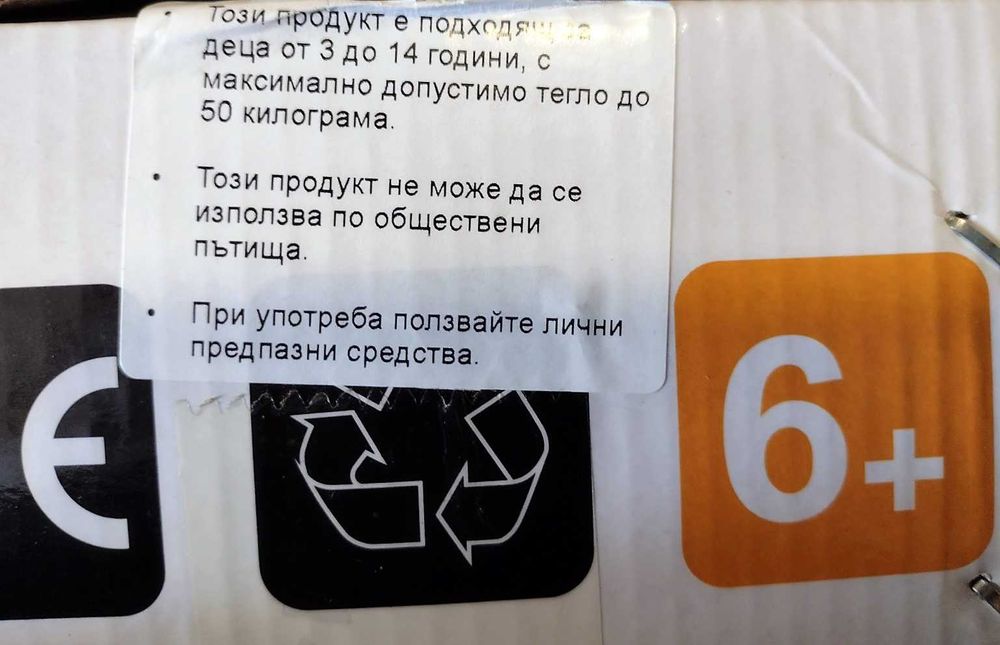 • Този продукт е подходящ за
деца от 3 до 14 години, с
максимално допустимо тегло до
50 килограма.
• Този продукт не може да се
използва по обществени
пътища.
• При употреба ползвайте лични
предпазни средства.
CE
6+